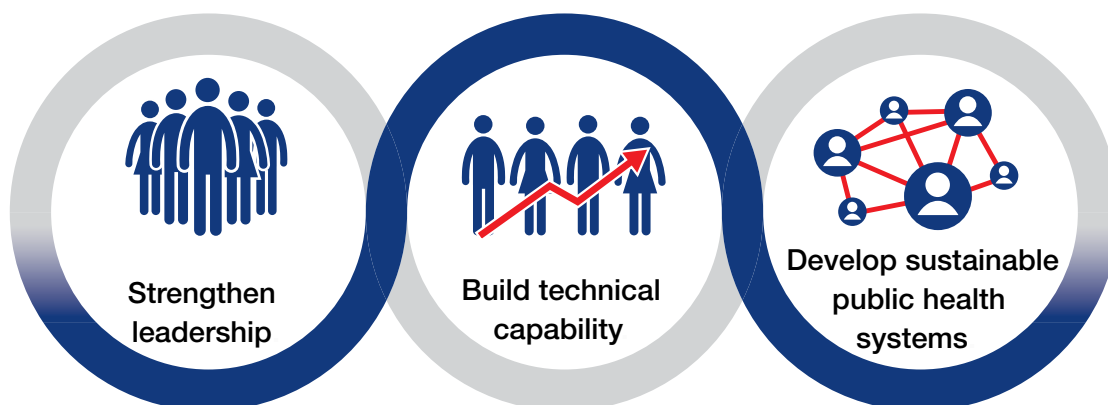 Strengthen
leadership
Build technical
capability
Develop sustainable
public health
systems